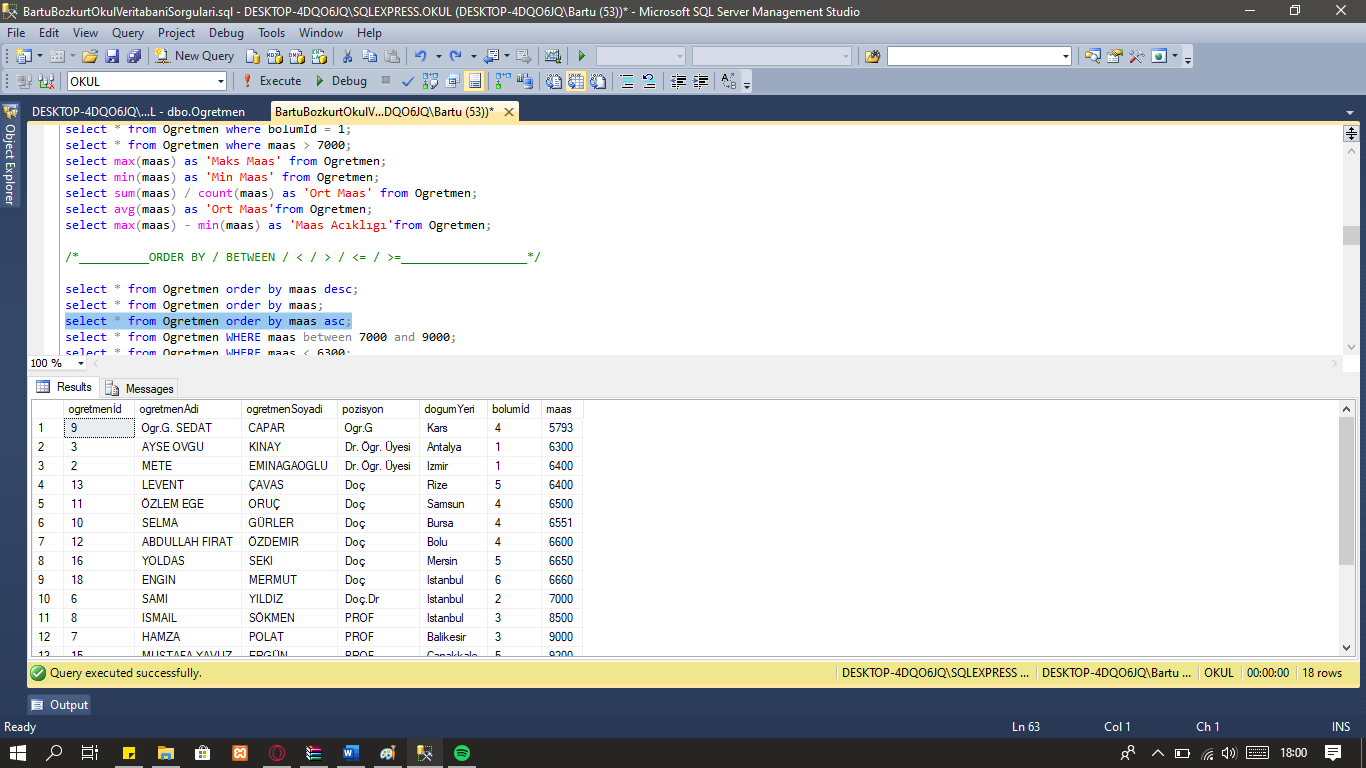 BartuBozkurtOkulVeritabaniSorgulari.sql - DESKTOP-4DQO6JQ\SQLEXPRESS.OKUL (DESKTOP-4DQO6JQ\Bartu (53))* - Microsoft SQL Server Management Studio
File Edit View Query Project Debug Tools Window Help
New Query
OKUL Execute Debug
DESKTOP-4DQO6JQ\...L - dbo.Ogretmen BartuBozkurtOkulV...DQO6JQ\Bartu (53))*
Object Explorer
select * from Ogretmen where bolumId = 1;
select * from Ogretmen where maas > 7000;
select max(maas) as 'Maks Maas' from Ogretmen;
select min(maas) as 'Min Maas' from Ogretmen;
select sum(maas) / count(maas) as 'Ort Maas' from Ogretmen;
select avg(maas) as 'Ort Maas'from Ogretmen;
select max(maas) - min(maas) as 'Maas Acıklıgı'from Ogretmen;
/*__________ORDER BY / BETWEEN / < / > / <= / >=__________________*/
select * from Ogretmen order by maas desc;
select * from Ogretmen order by maas;
select * from Ogretmen order by maas asc;
select * from Ogretmen WHERE maas between 7000 and 9000;
select * from Ogretmen WHERE maas < 6300;
100 %
Results Messages
ogretmenId ogretmenAdi ogretmenSoyadi pozisyon dogumYeri bolumId maas
1 9 Ogr.G. SEDAT CAPAR Ogr.G Kars 4 5793
2 3 AYSE OVGU KINAY Dr. Ögr. Üyesi Antalya 1 6300
3 2 METE EMINAGAOGLU Dr. Ögr. Üyesi Izmir 1 6400
4 13 LEVENT ÇAVAS Doç Rize 5 6400
5 11 ÖZLEM EGE ORUÇ Doç Samsun 4 6500
6 10 SELMA GÜRLER Doç Bursa 4 6551
7 12 ABDULLAH FIRAT ÖZDEMIR Doç Bolu 4 6600
8 16 YOLDAS SEKI Doç Mersin 5 6650
9 18 ENGIN MERMUT Doç Istanbul 6 6660
10 6 SAMI YILDIZ Doç.Dr Istanbul 2 7000
11 8 ISMAIL SÖKMEN PROF Istanbul 3 8500
12 7 HAMZA POLAT PROF Balikesir 3 9000
13 15 MUSTAFA YAVUZ ERGÜN PROF Canakkale 5 9200
Query executed successfully. DESKTOP-4DQO6JQ\SQLEXPRESS ... DESKTOP-4DQO6JQ\Bartu ... OKUL 00:00:00 18 rows
Output
Ready Ln 63 Col 1 Ch 1 INS
18:00